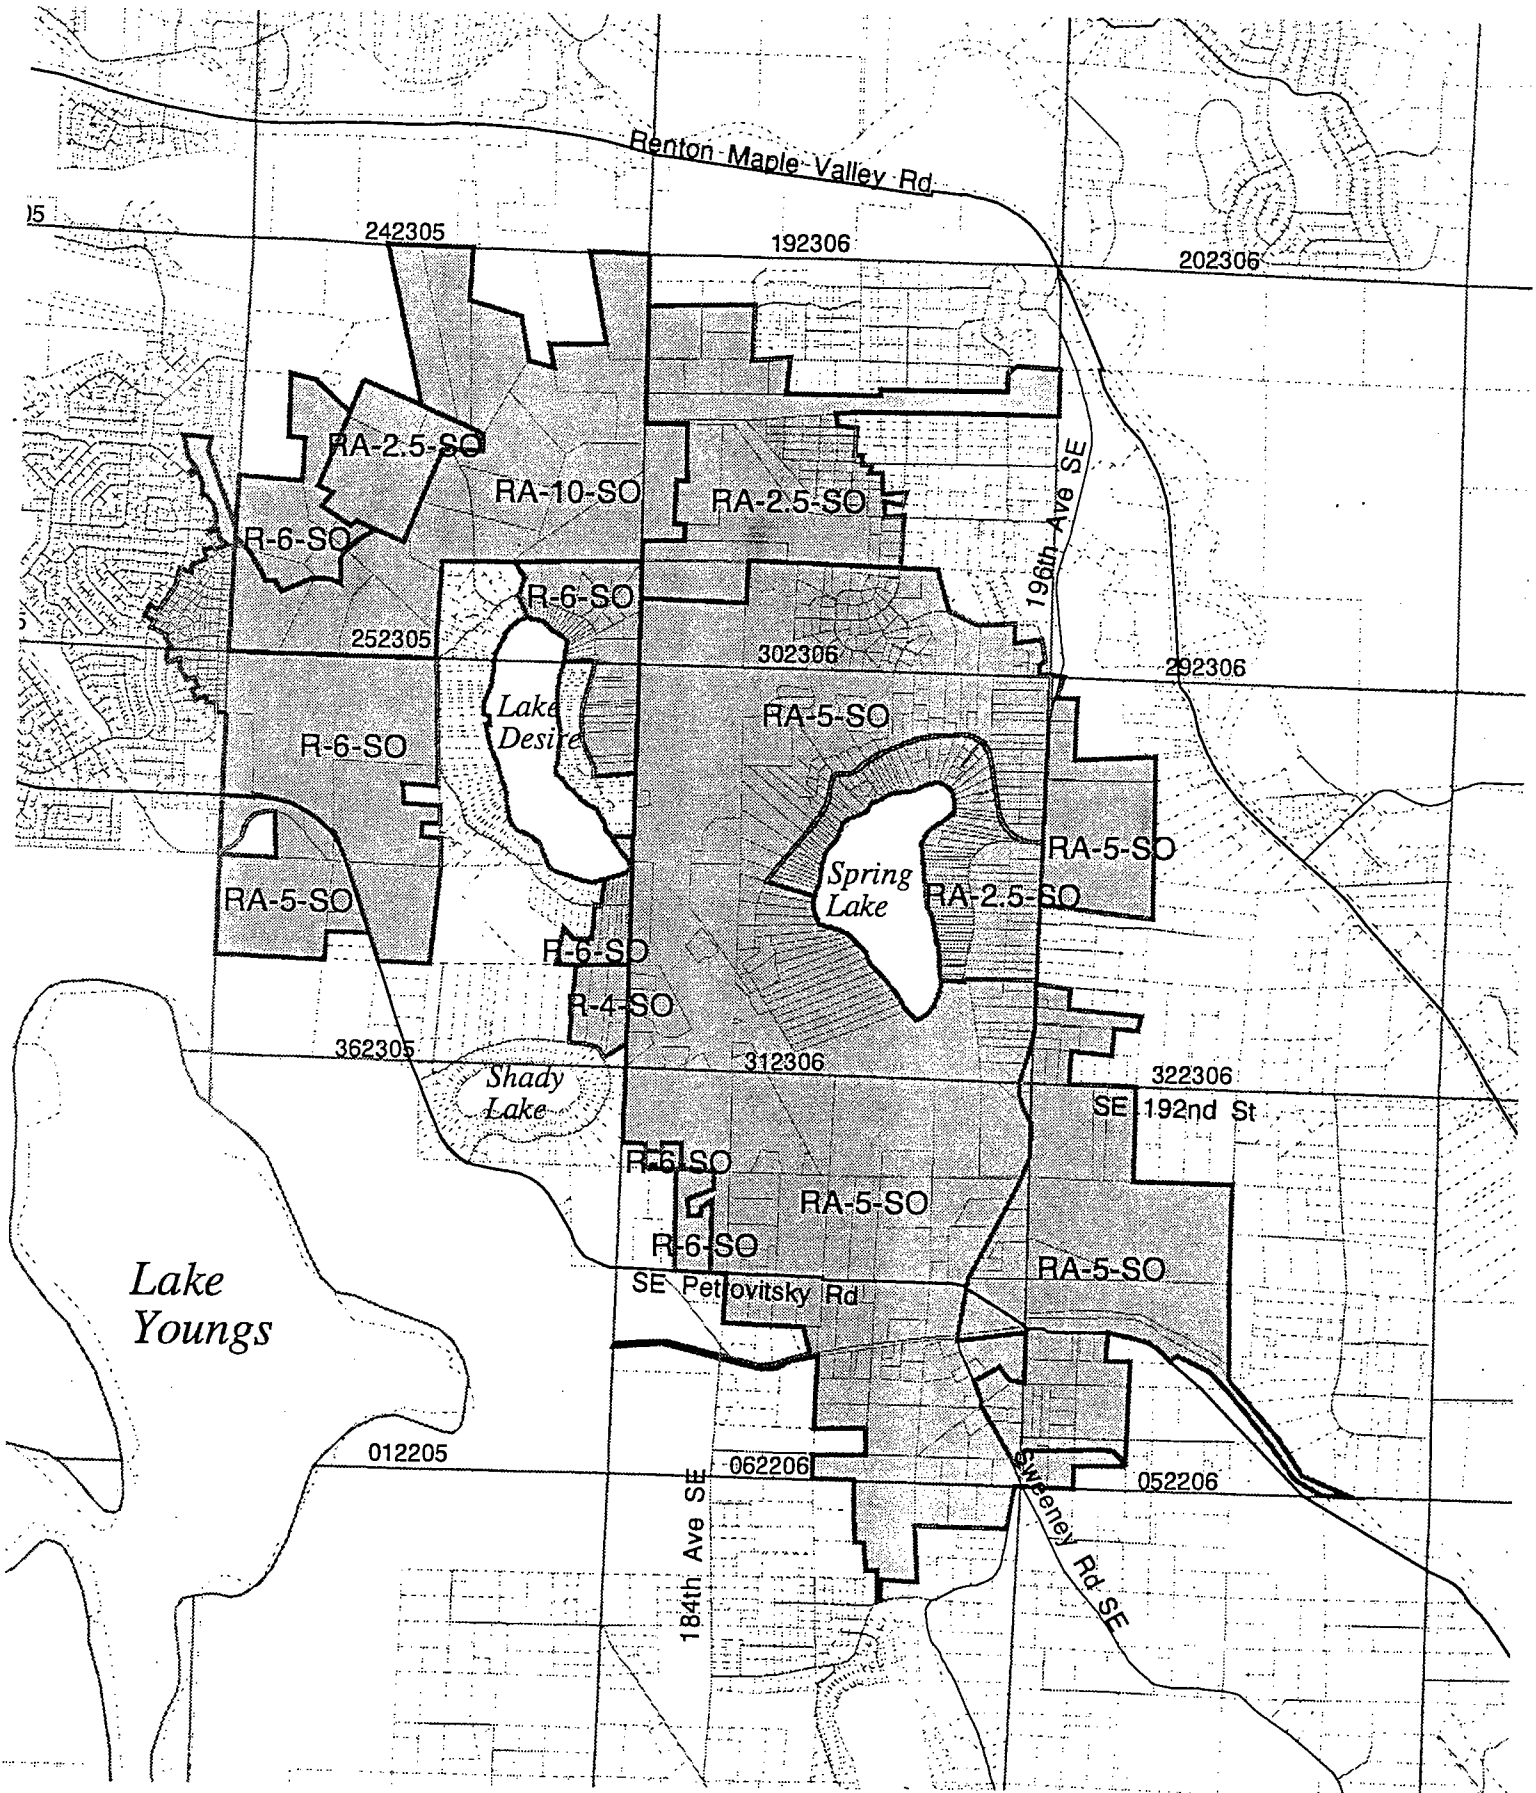 Renton Maple Valley Rd
242305
192306
202306
RA-2.5-SO
RA-10-SO
RA-2.5-SO
196th Ave SE
R-6-SO
R-6-SO
252305
302306
292306
Lake
Desire
RA-5-SO
R-6-SO
RA-5-SO
Spring
Lake
RA-2.5-SO
RA-5-SO
R-6-SO
R-4-SO
362305
312306
322306
Shady
Lake
SE 192nd St
R-6-SO
RA-5-SO
R-6-SO
RA-5-SO
Lake
Youngs
SE Petrovitsky Rd
012205
062206
052206
184th Ave SE
Sweeney Rd SE